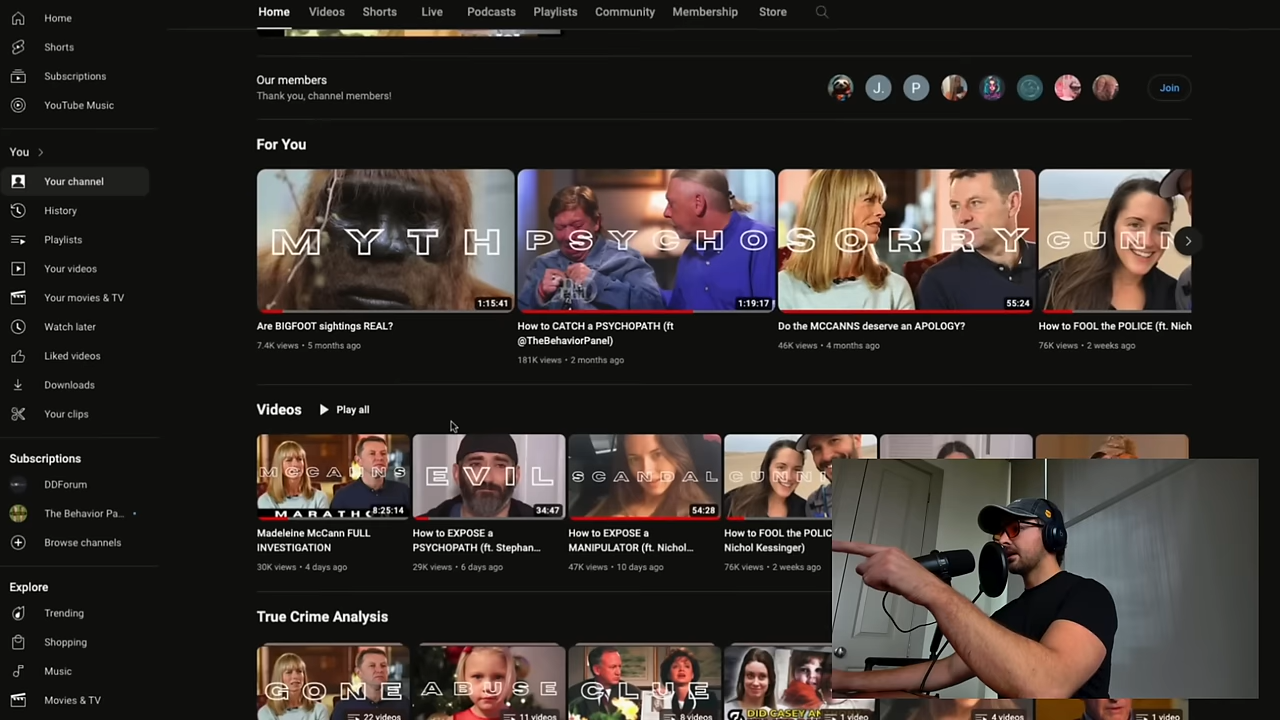 Home
Videos
Shorts
Live
Podcasts
Playlists
Community
Membership
Store
Home
Shorts
Subscriptions
YouTube Music
You
Your channel
History
Playlists
Your videos
Your movies & TV
Watch later
Liked videos
Downloads
Your clips
Subscriptions
DDForum
The Behavior Pa...
Browse channels
Explore
Trending
Shopping
Music
Movies & TV
Our members
Thank you, channel members!
J.
P
Join
For You
MYTH
1:15:41
PSYCHO
1:19:17
SORRY
55:24
CUNN
Are BIGFOOT sightings REAL?
7.4K views • 5 months ago
How to CATCH a PSYCHOPATH (ft
@TheBehaviorPanel)
181K views • 2 months ago
Do the MCCANNS deserve an APOLOGY?
46K views • 4 months ago
How to FOOL the POLICE (ft. Nich
76K views • 2 weeks ago
Videos
Play all
MCCANNS
MARATHO
8:25:14
EVIL
34:47
SCANDAL
54:28
CUNNI
Madeleine McCann FULL
INVESTIGATION
30K views • 4 days ago
How to EXPOSE a
PSYCHOPATH (ft. Stephan...
29K views • 6 days ago
How to EXPOSE a
MANIPULATOR (ft. Nichol...
47K views • 10 days ago
How to FOOL the POLIC
Nichol Kessinger)
76K views • 2 weeks ago
True Crime Analysis
GONE
22 videos
ABUSE
11 videos
CLUE
8 videos
DID CASEY AN
1 video
4 videos
1 video